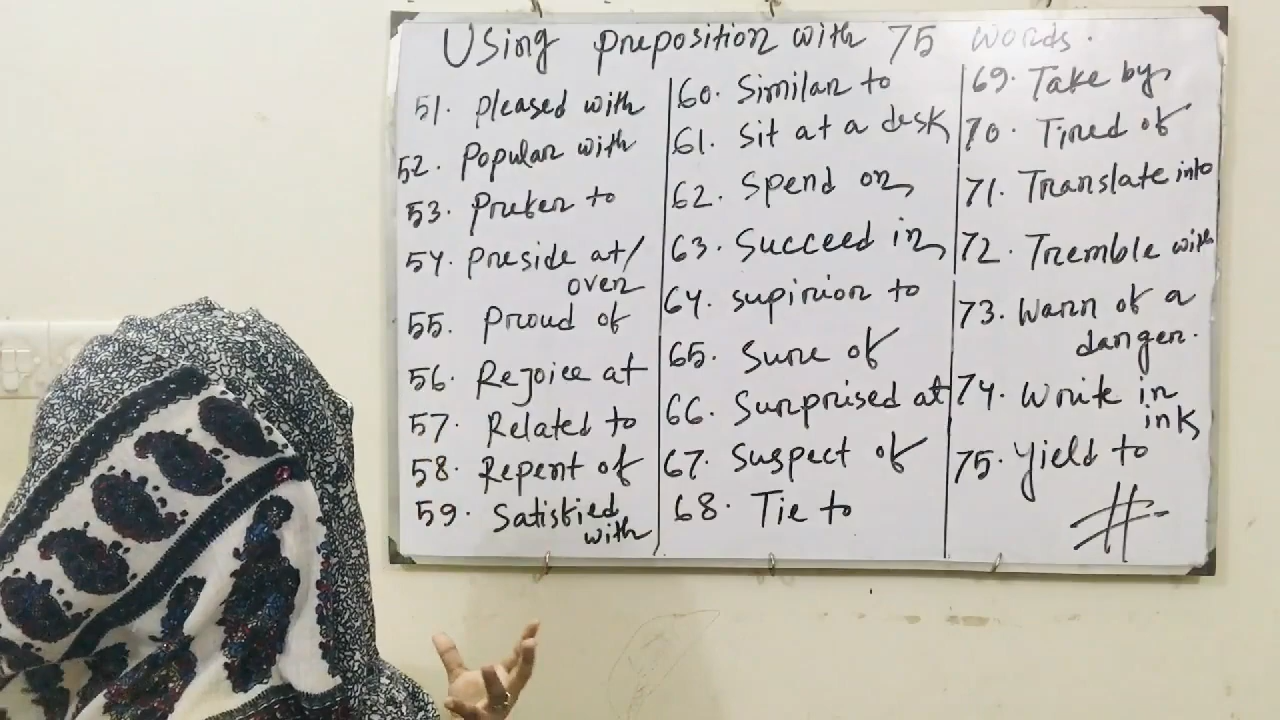 Using preposition with 75 words.
51. pleased with
52. Popular with
53. Prefer to
54. Preside at/
over
55. Proud of
56. Rejoice at
57. Related to
58. Repent of
59. Satisfied
with
60. Similar to
61. Sit at a desk
62. Spend on
63. Succeed in
64. supirior to
65. Sure of
66. Surprised at
67. Suspect of
68. Tie to
69. Take by
70. Tired of
71. Translate into
72. Tremble with
73. Warn of a
danger.
74. Write in
ink
75. Yield to
#-